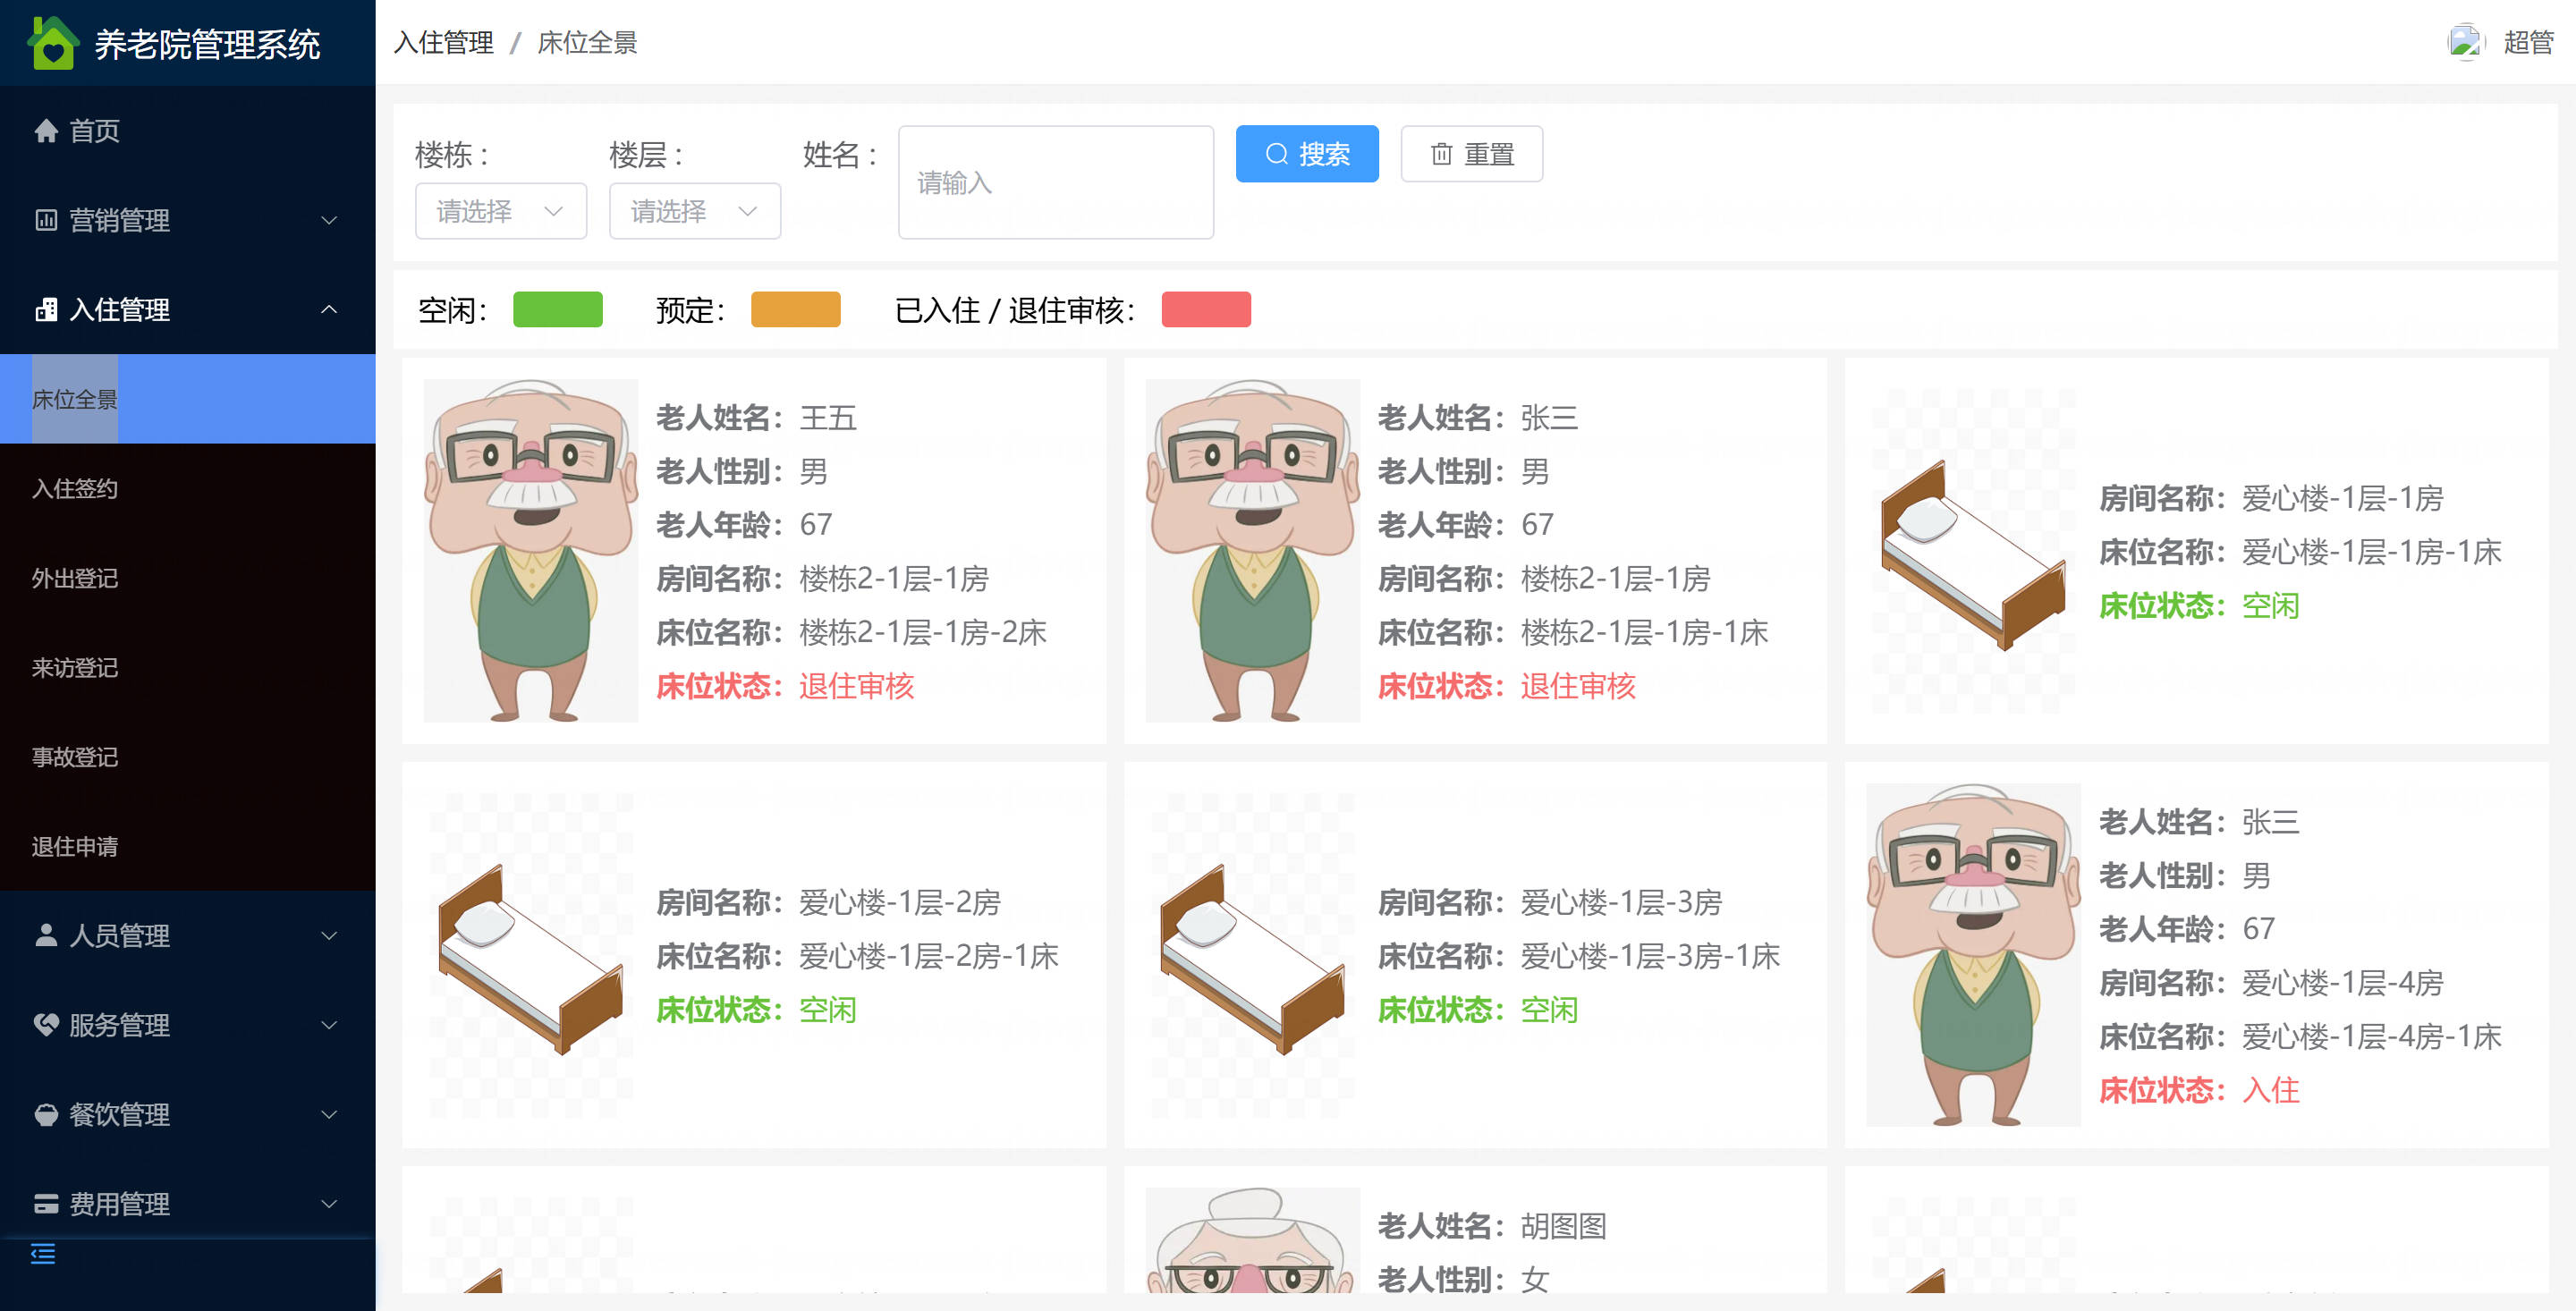 养老院管理系统
入住管理 / 床位全景
超管
首页
营销管理
入住管理
床位全景
入住签约
外出登记
来访登记
事故登记
退住申请
人员管理
服务管理
餐饮管理
费用管理
楼栋 :
请选择
楼层 :
请选择
姓名 :
请输入
搜索
重置
空闲：
预定：
已入住 / 退住审核：
老人姓名：王五
老人性别：男
老人年龄：67
房间名称：楼栋2-1层-1房
床位名称：楼栋2-1层-1房-2床
床位状态：退住审核
老人姓名：张三
老人性别：男
老人年龄：67
房间名称：楼栋2-1层-1房
床位名称：楼栋2-1层-1房-1床
床位状态：退住审核
房间名称：爱心楼-1层-1房
床位名称：爱心楼-1层-1房-1床
床位状态：空闲
房间名称：爱心楼-1层-2房
床位名称：爱心楼-1层-2房-1床
床位状态：空闲
房间名称：爱心楼-1层-3房
床位名称：爱心楼-1层-3房-1床
床位状态：空闲
老人姓名：张三
老人性别：男
老人年龄：67
房间名称：爱心楼-1层-4房
床位名称：爱心楼-1层-4房-1床
床位状态：入住
老人姓名：胡图图
老人性别：女